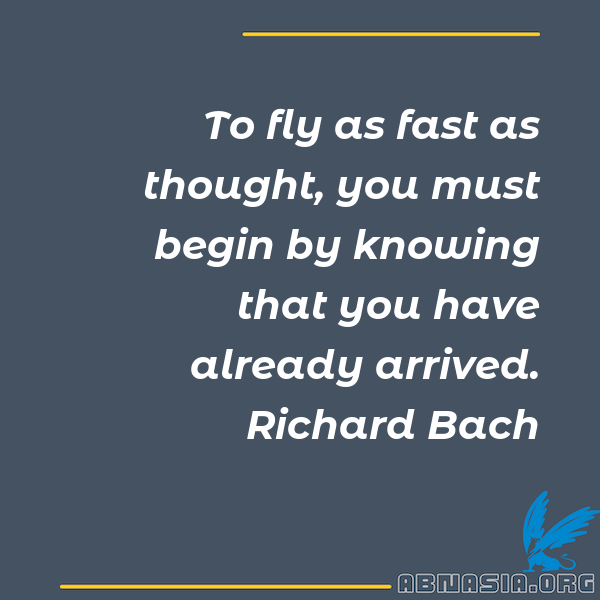 To fly as fast as
thought, you must
begin by knowing
that you have
already arrived.
Richard Bach
ABNASIA.ORG